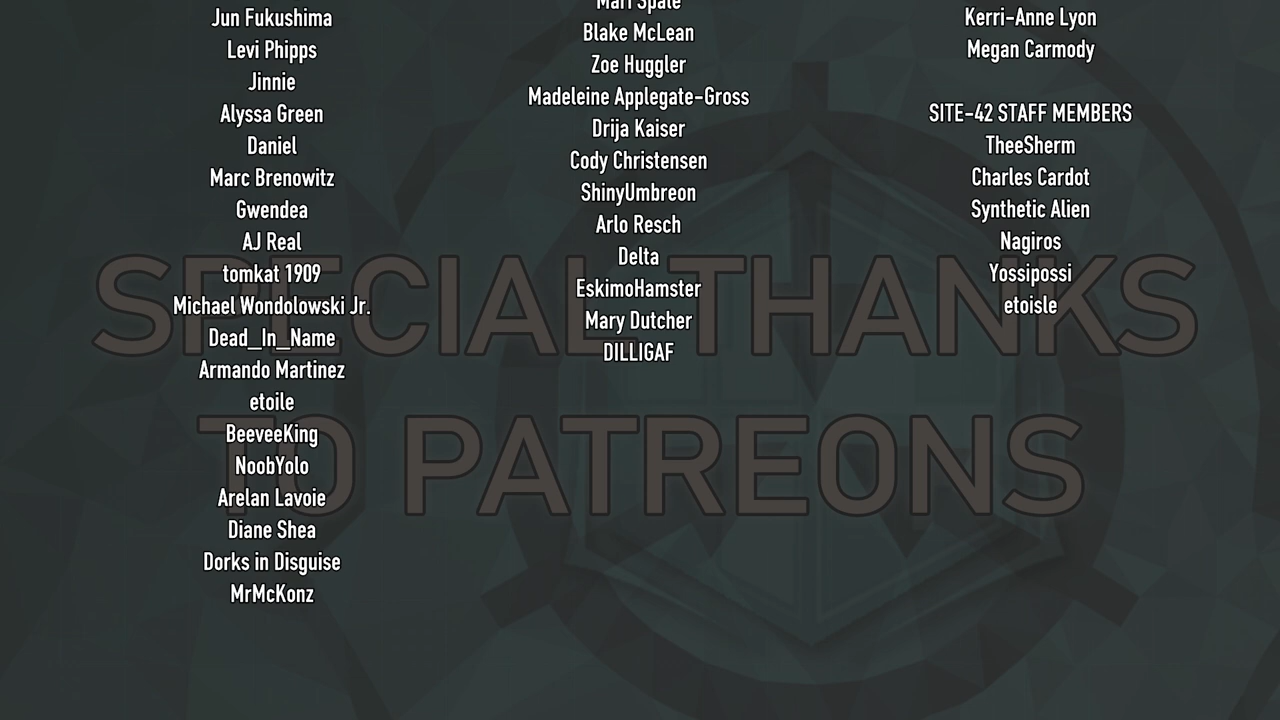 Jun Fukushima
Levi Phipps
Jinnie
Alyssa Green
Daniel
Marc Brenowitz
Gwendea
AJ Real
tomkat 1909
Michael Wondolowski Jr.
Dead_In_Name
Armando Martinez
etoile
BeeveeKing
NoobYolo
Arelan Lavoie
Diane Shea
Dorks in Disguise
MrMcKonz
Blake McLean
Zoe Huggler
Madeleine Applegate-Gross
Drija Kaiser
Cody Christensen
ShinyUmbreon
Arlo Resch
Delta
EskimoHamster
Mary Dutcher
DILLIGAF
Kerri-Anne Lyon
Megan Carmody
SITE-42 STAFF MEMBERS
TheeSherm
Charles Cardot
Synthetic Alien
Nagiros
Yossipossi
etoisle
SPECIAL THANKS
TO PATREONS